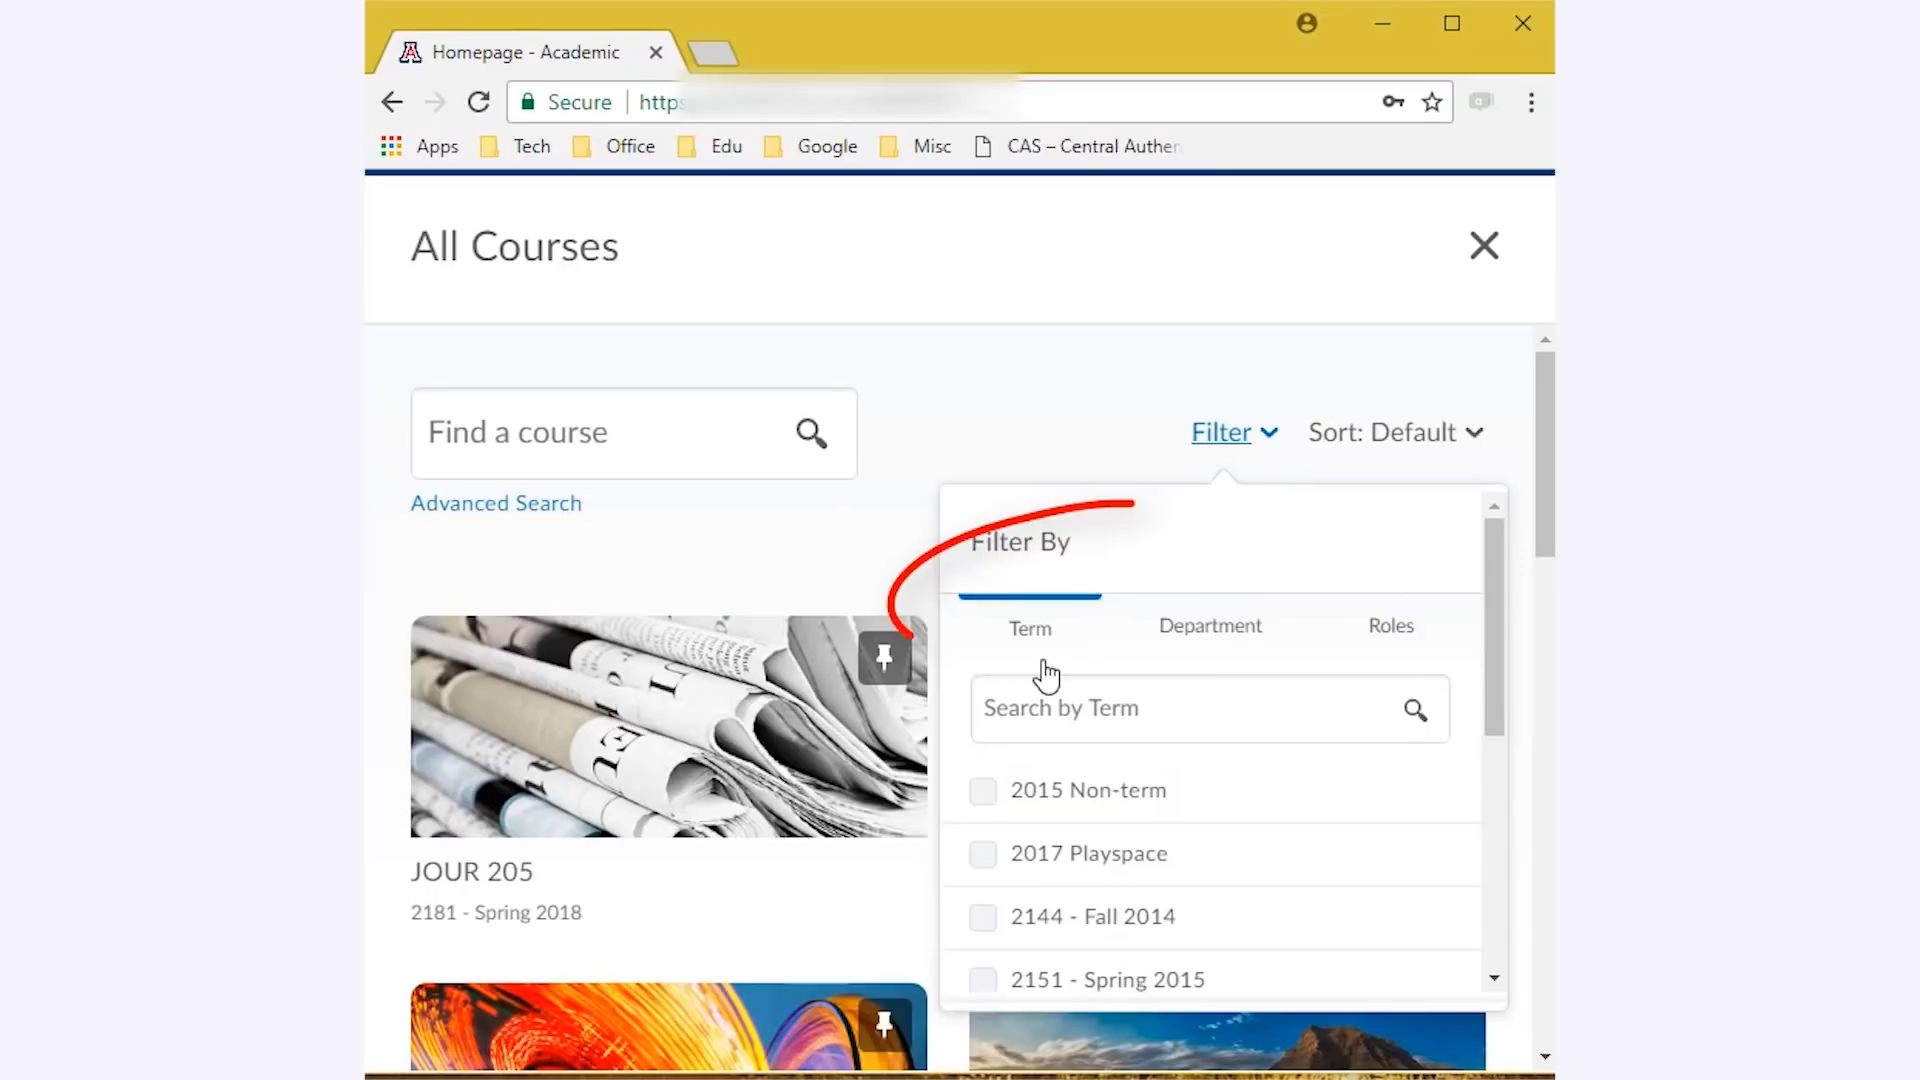 Homepage - Academic
Secure https
Apps Tech Office Edu Google Misc CAS – Central Authen
All Courses
Find a course
Filter Sort: Default
Advanced Search
Filter By
Term Department Roles
Search by Term
2015 Non-term
2017 Playspace
2144 - Fall 2014
2151 - Spring 2015
JOUR 205
2181 - Spring 2018